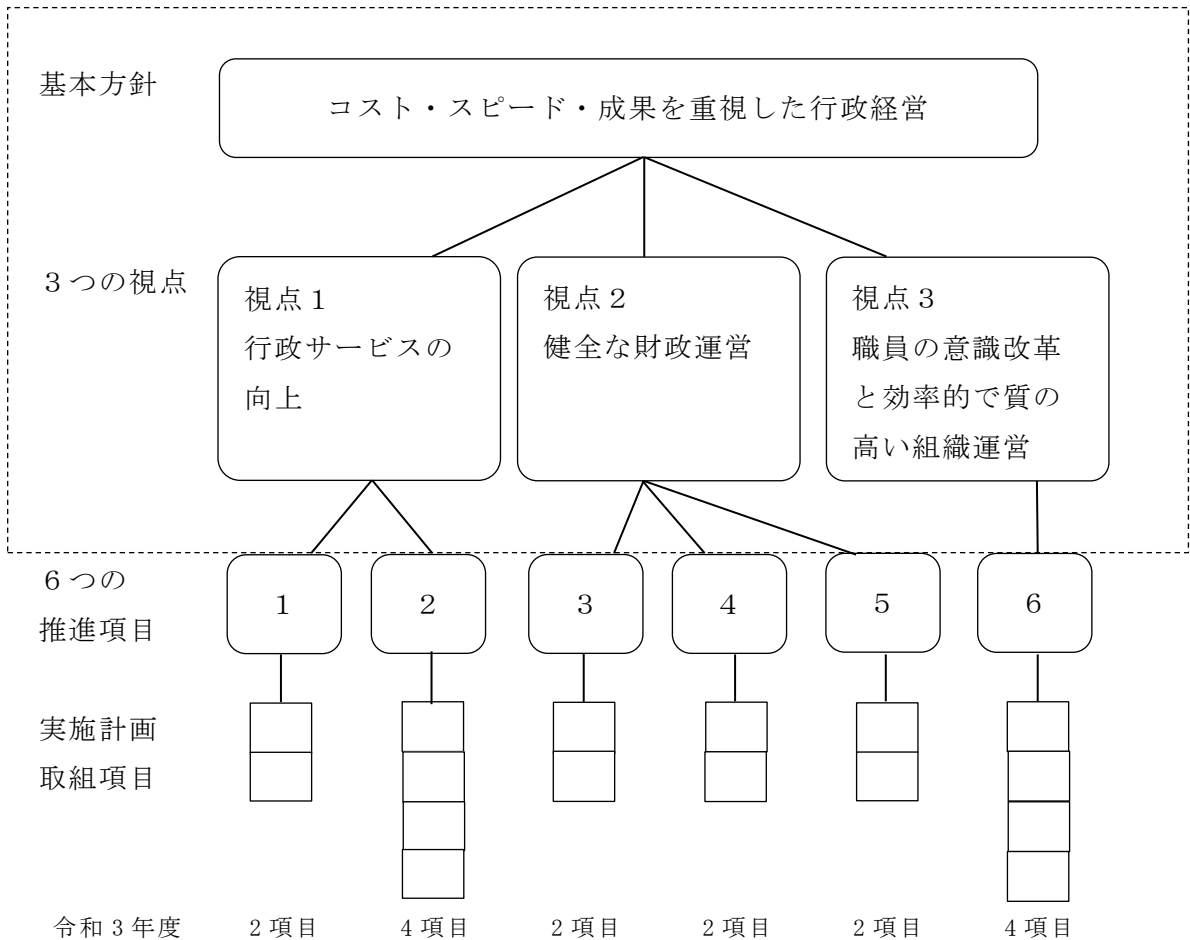 基本方針
コスト・スピード・成果を重視した行政経営
３つの視点
視点１
行政サービスの
向上
視点２
健全な財政運営
視点３
職員の意識改革
と効率的で質の
高い組織運営
６つの
推進項目
１
２
３
４
５
６
実施計画
取組項目
令和３年度
２項目
４項目
２項目
２項目
２項目
４項目